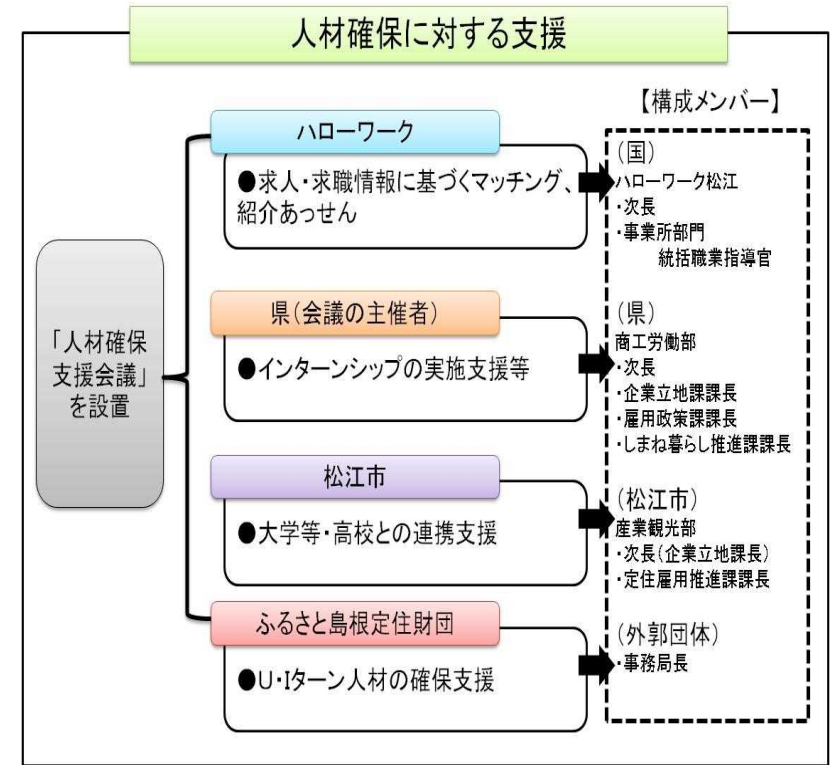 人材確保に対する支援
「人材確保
支援会議」
を設置
ハローワーク
●求人・求職情報に基づくマッチング、
紹介あっせん
県(会議の主催者)
●インターンシップの実施支援等
松江市
●大学等・高校との連携支援
ふるさと島根定住財団
●U・Iターン人材の確保支援
【構成メンバー】
(国)
ハローワーク松江
・次長
・事業所部門
統括職業指導官
(県)
商工労働部
・次長
・企業立地課課長
・雇用政策課課長
・しまね暮らし推進課課長
(松江市)
産業観光部
・次長(企業立地課長)
・定住雇用推進課課長
(外郭団体)
・事務局長